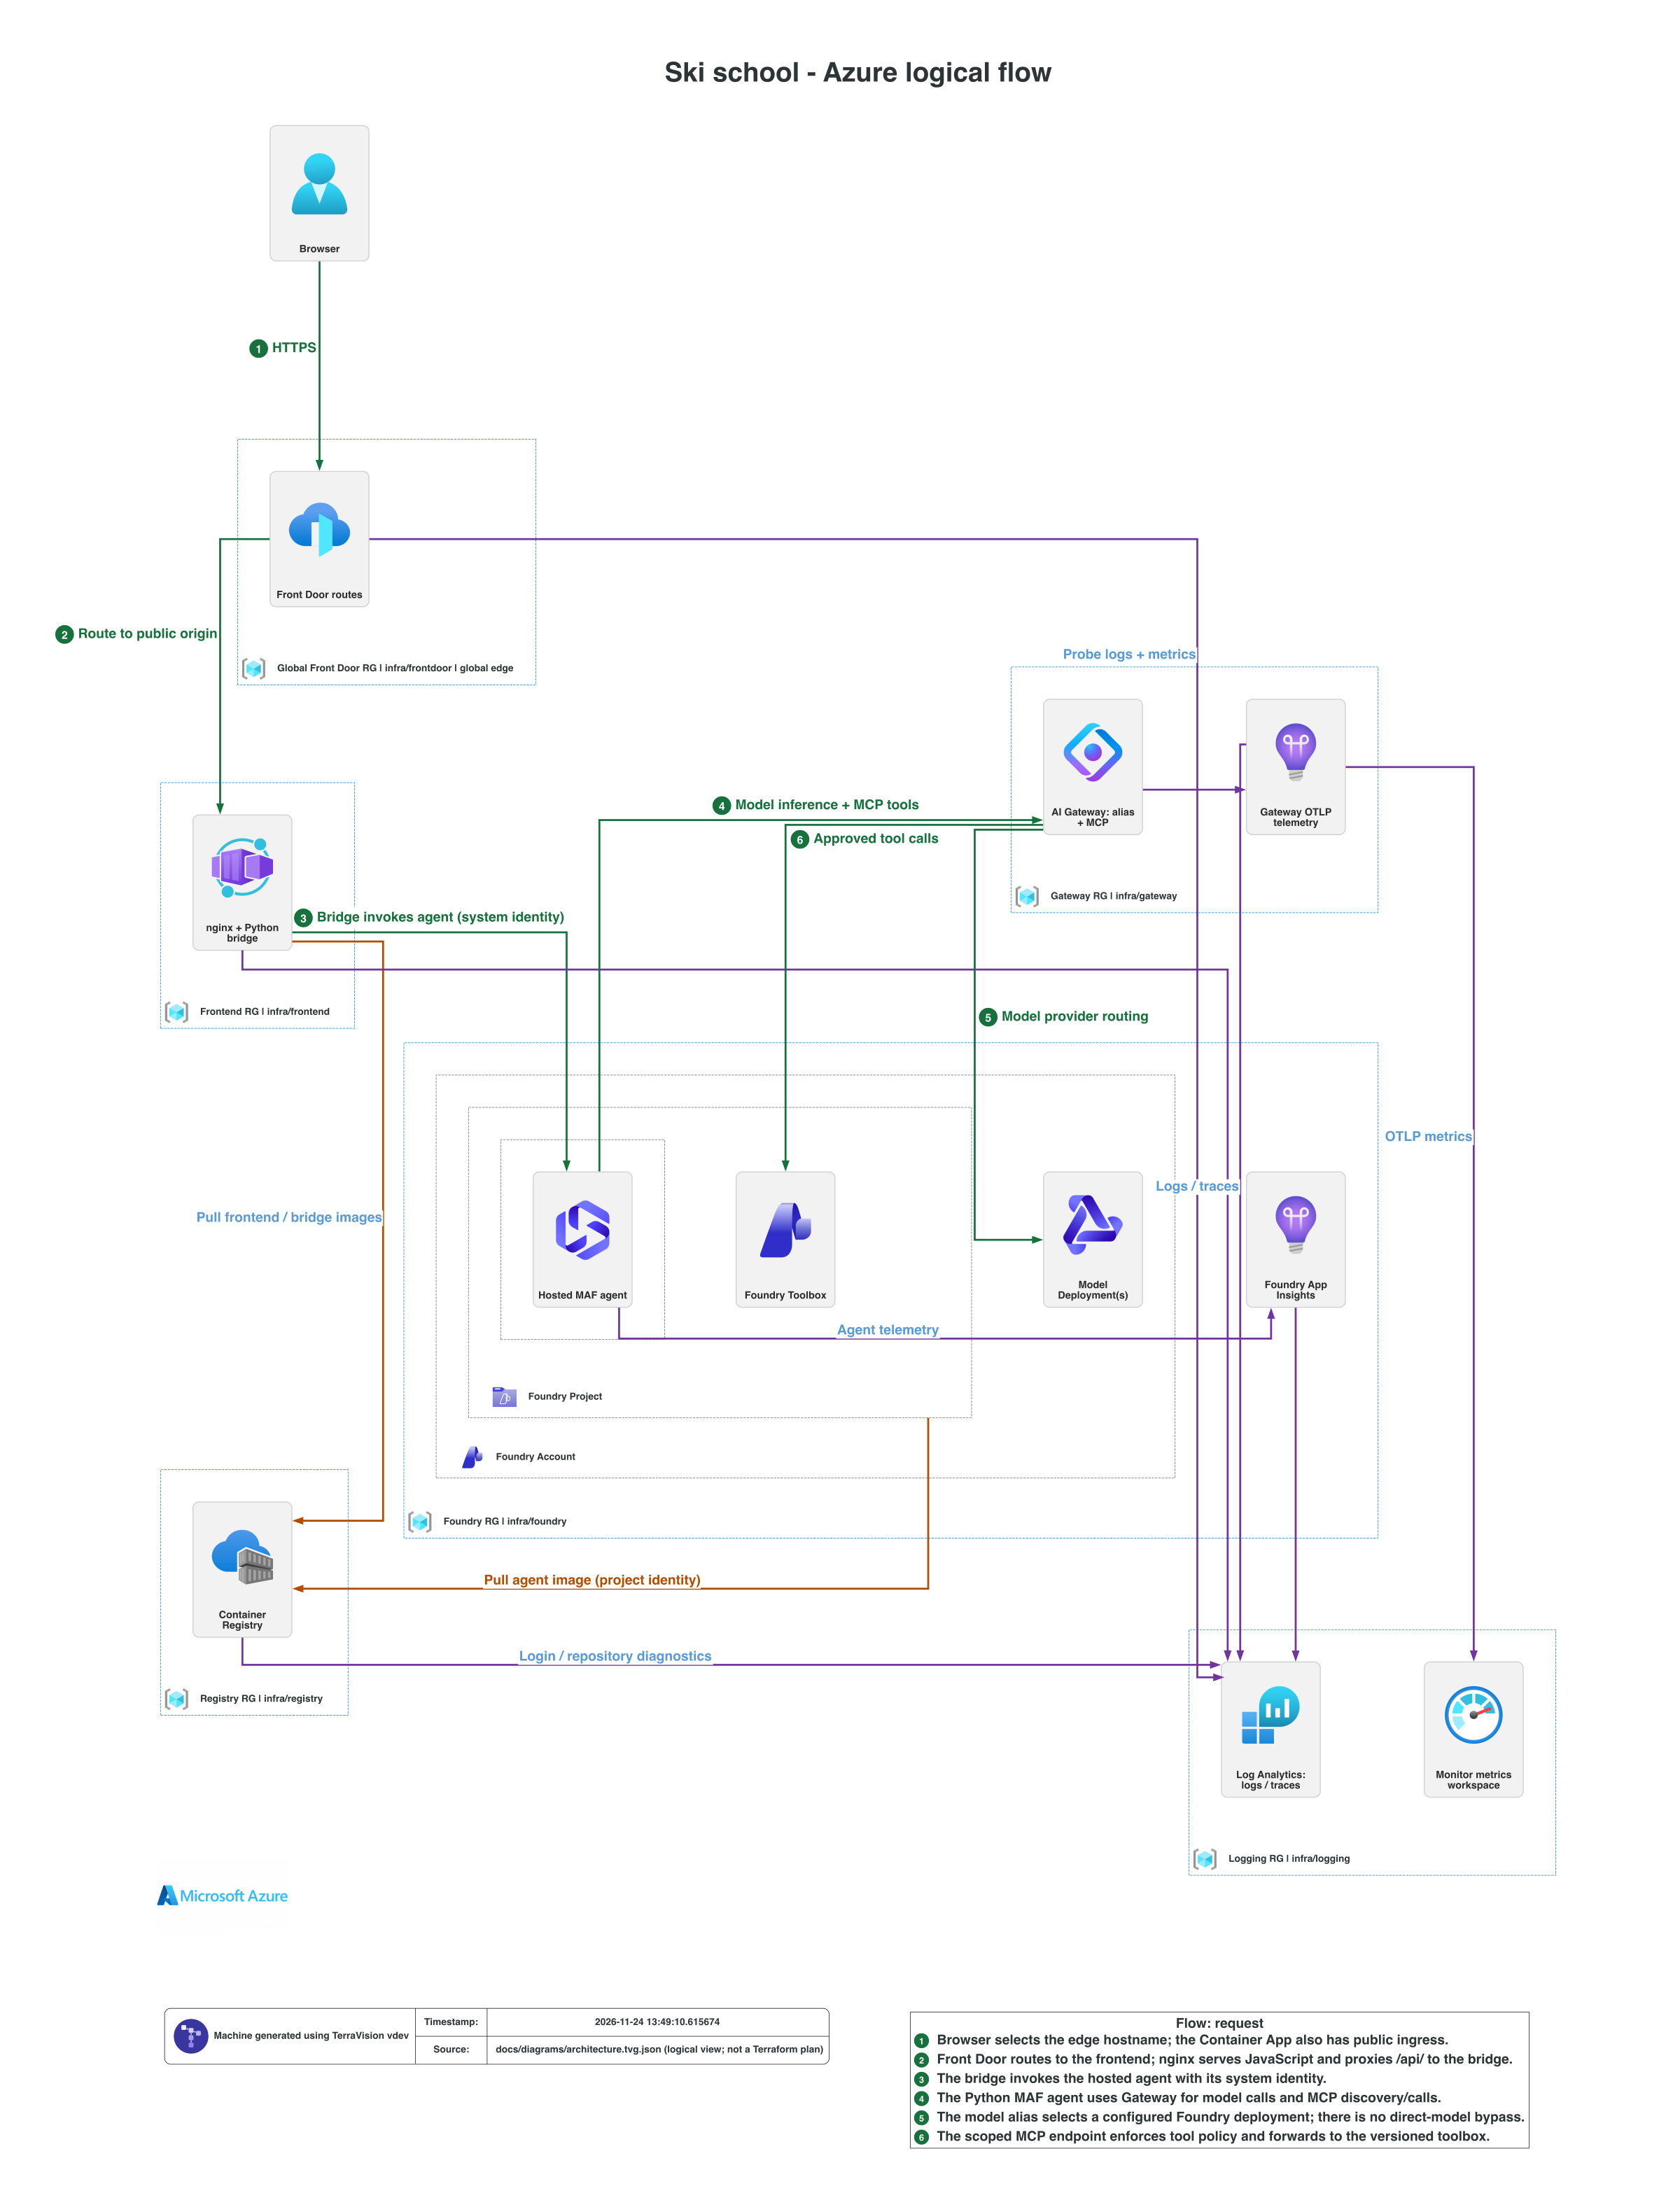 Ski school - Azure logical flow
Browser
1 HTTPS
Front Door routes
2 Route to public origin
Global Front Door RG | infra/frontdoor | global edge
Probe logs + metrics
AI Gateway: alias
+ MCP
Gateway OTLP
telemetry
4 Model inference + MCP tools
6 Approved tool calls
Gateway RG | infra/gateway
nginx + Python
bridge
3 Bridge invokes agent (system identity)
Frontend RG | infra/frontend
5 Model provider routing
OTLP metrics
Logs / traces
Pull frontend / bridge images
Hosted MAF agent
Foundry Toolbox
Model
Deployment(s)
Foundry App
Insights
Agent telemetry
Foundry Project
Foundry Account
Foundry RG | infra/foundry
Container
Registry
Pull agent image (project identity)
Login / repository diagnostics
Registry RG | infra/registry
Log Analytics:
logs / traces
Monitor metrics
workspace
Logging RG | infra/logging
Microsoft Azure
Machine generated using TerraVision vdev
Timestamp:
2026-11-24 13:49:10.615674
Source:
docs/diagrams/architecture.tvg.json (logical view; not a Terraform plan)
Flow: request
1 Browser selects the edge hostname; the Container App also has public ingress.
2 Front Door routes to the frontend; nginx serves JavaScript and proxies /api/ to the bridge.
3 The bridge invokes the hosted agent with its system identity.
4 The Python MAF agent uses Gateway for model calls and MCP discovery/calls.
5 The model alias selects a configured Foundry deployment; there is no direct-model bypass.
6 The scoped MCP endpoint enforces tool policy and forwards to the versioned toolbox.